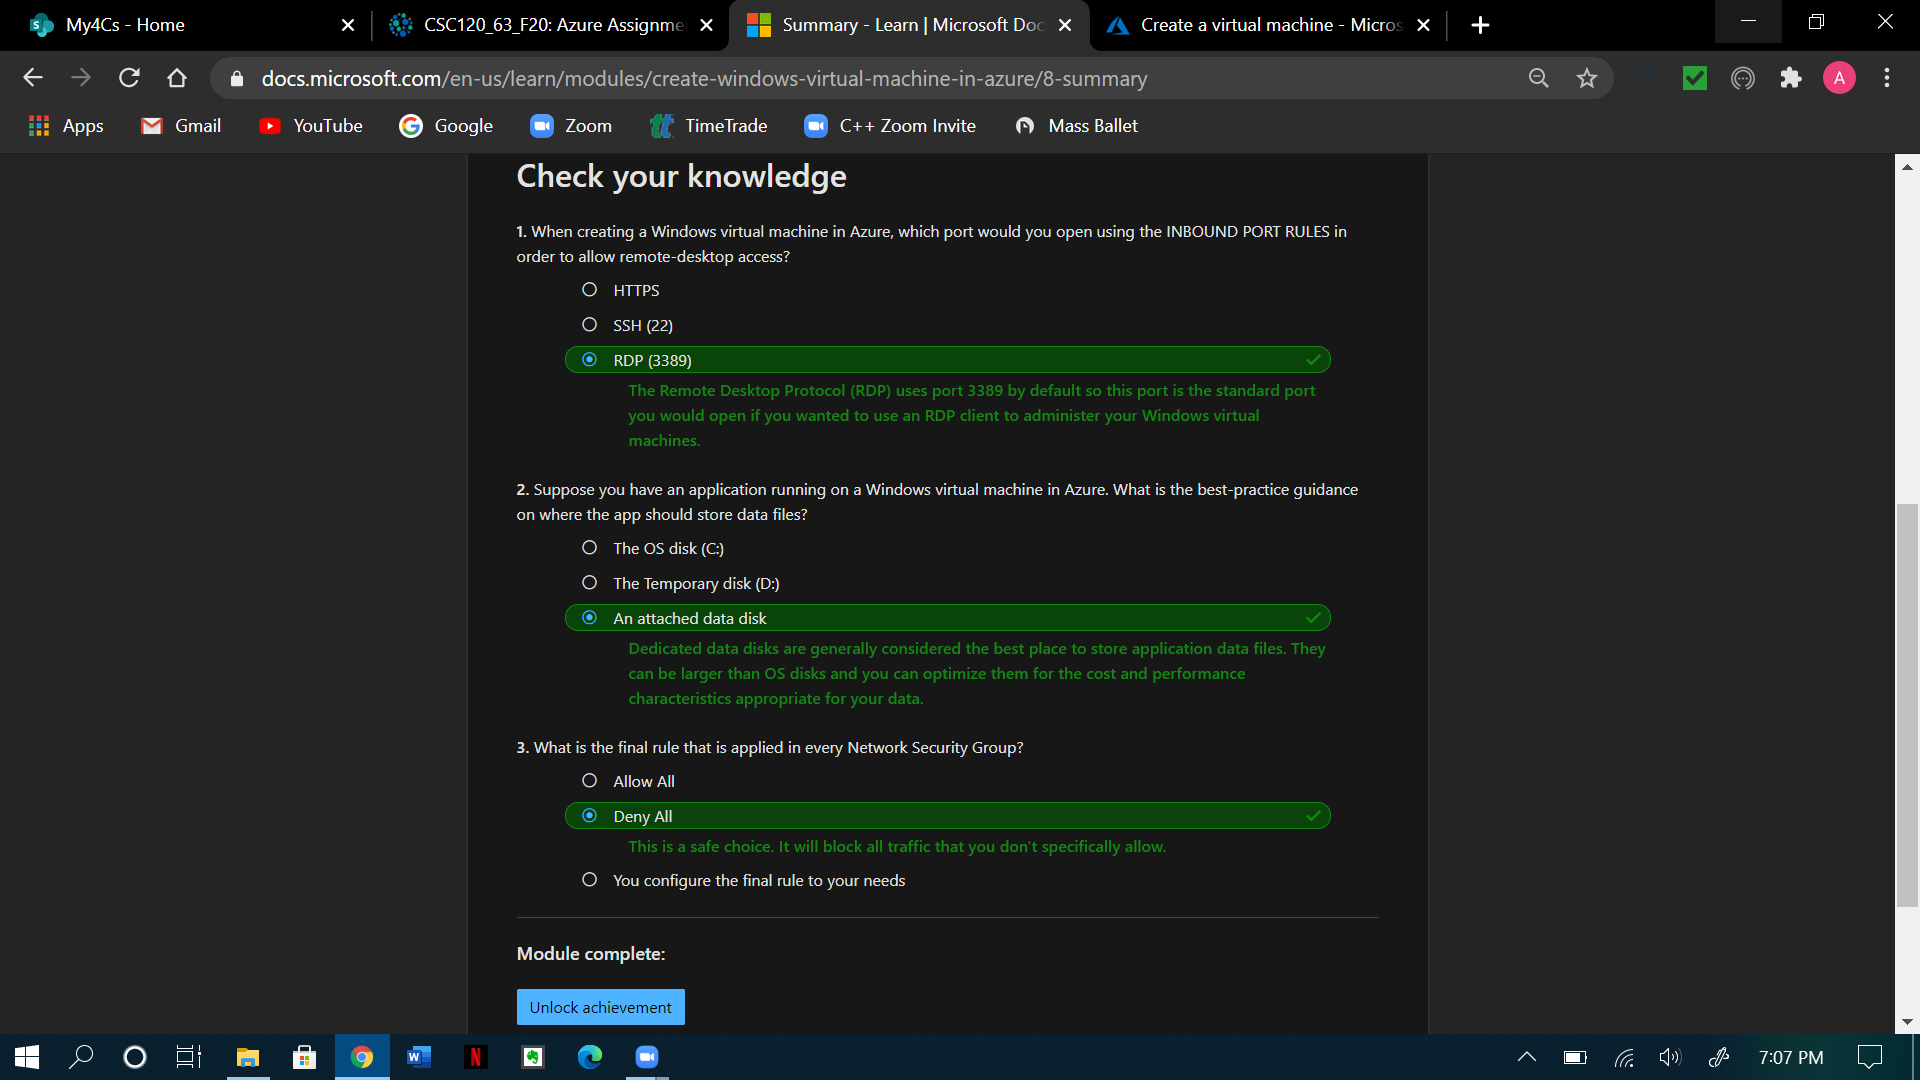 My4Cs - Home
CSC120_63_F20: Azure Assignme
Summary - Learn | Microsoft Doc
Create a virtual machine - Micros
docs.microsoft.com/en-us/learn/modules/create-windows-virtual-machine-in-azure/8-summary
A
Apps
Gmail
YouTube
Google
Zoom
TimeTrade
C++ Zoom Invite
Mass Ballet
Check your knowledge
1. When creating a Windows virtual machine in Azure, which port would you open using the INBOUND PORT RULES in
order to allow remote-desktop access?
HTTPS
SSH (22)
RDP (3389)
The Remote Desktop Protocol (RDP) uses port 3389 by default so this port is the standard port
you would open if you wanted to use an RDP client to administer your Windows virtual
machines.
2. Suppose you have an application running on a Windows virtual machine in Azure. What is the best-practice guidance
on where the app should store data files?
The OS disk (C:)
The Temporary disk (D:)
An attached data disk
Dedicated data disks are generally considered the best place to store application data files. They
can be larger than OS disks and you can optimize them for the cost and performance
characteristics appropriate for your data.
3. What is the final rule that is applied in every Network Security Group?
Allow All
Deny All
This is a safe choice. It will block all traffic that you don't specifically allow.
You configure the final rule to your needs
Module complete:
Unlock achievement
7:07 PM